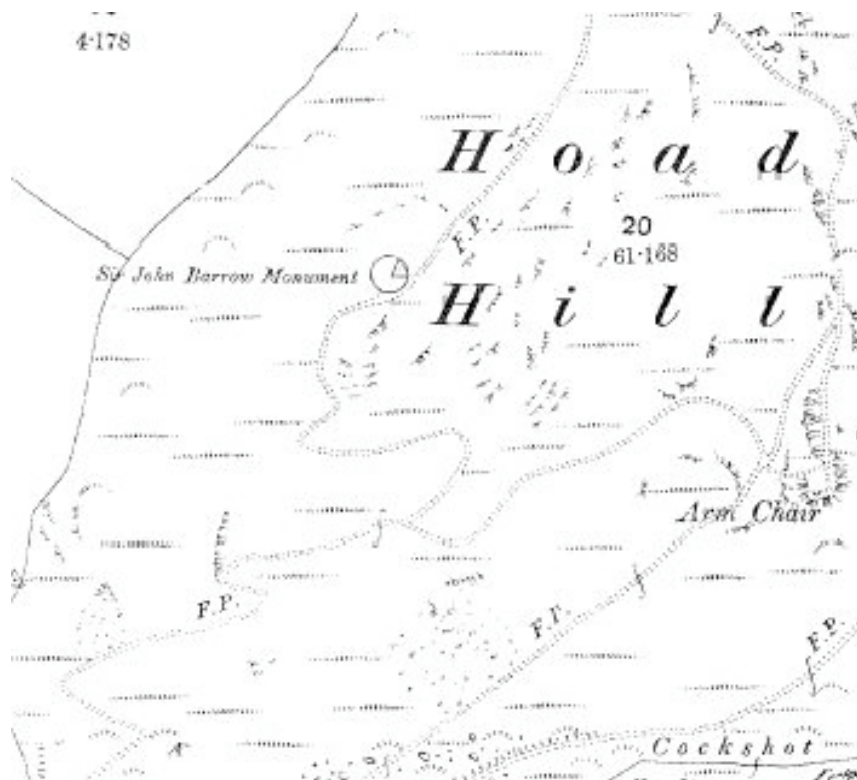 4·178
F.P.
Hoad
F.P.
20
61·168
Sir John Barrow Monument
Hill
Arm Chair
F.P.
F.P.
F.P.
Cockshot